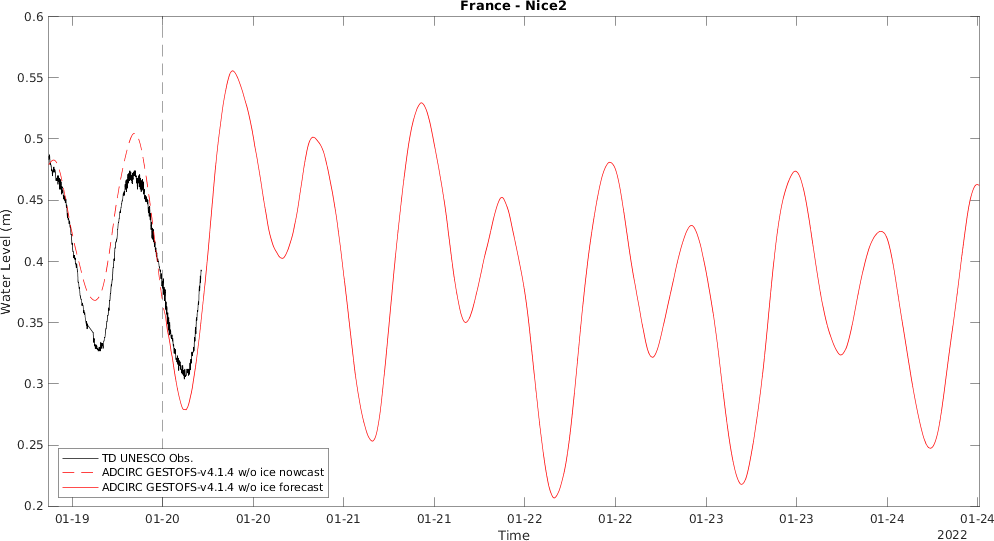 France - Nice2
0.6
0.55
0.5
0.45
0.4
0.35
0.3
0.25
0.2
Water Level (m)
TD UNESCO Obs.
ADCIRC GESTOFS-v4.1.4 w/o ice nowcast
ADCIRC GESTOFS-v4.1.4 w/o ice forecast
01-19 01-20 01-20 01-21 01-21 01-22 01-22 01-23 01-23 01-24 01-24
Time
2022